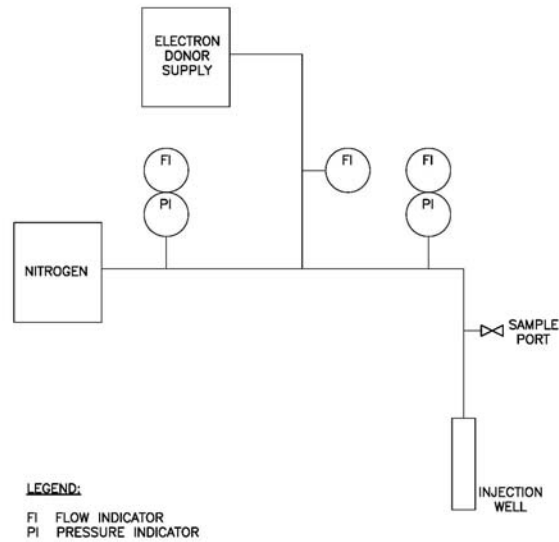 ELECTRON
DONOR
SUPPLY
FI
PI
FI
FI
PI
NITROGEN
SAMPLE
PORT
INJECTION
WELL
LEGEND:
FI FLOW INDICATOR
PI PRESSURE INDICATOR